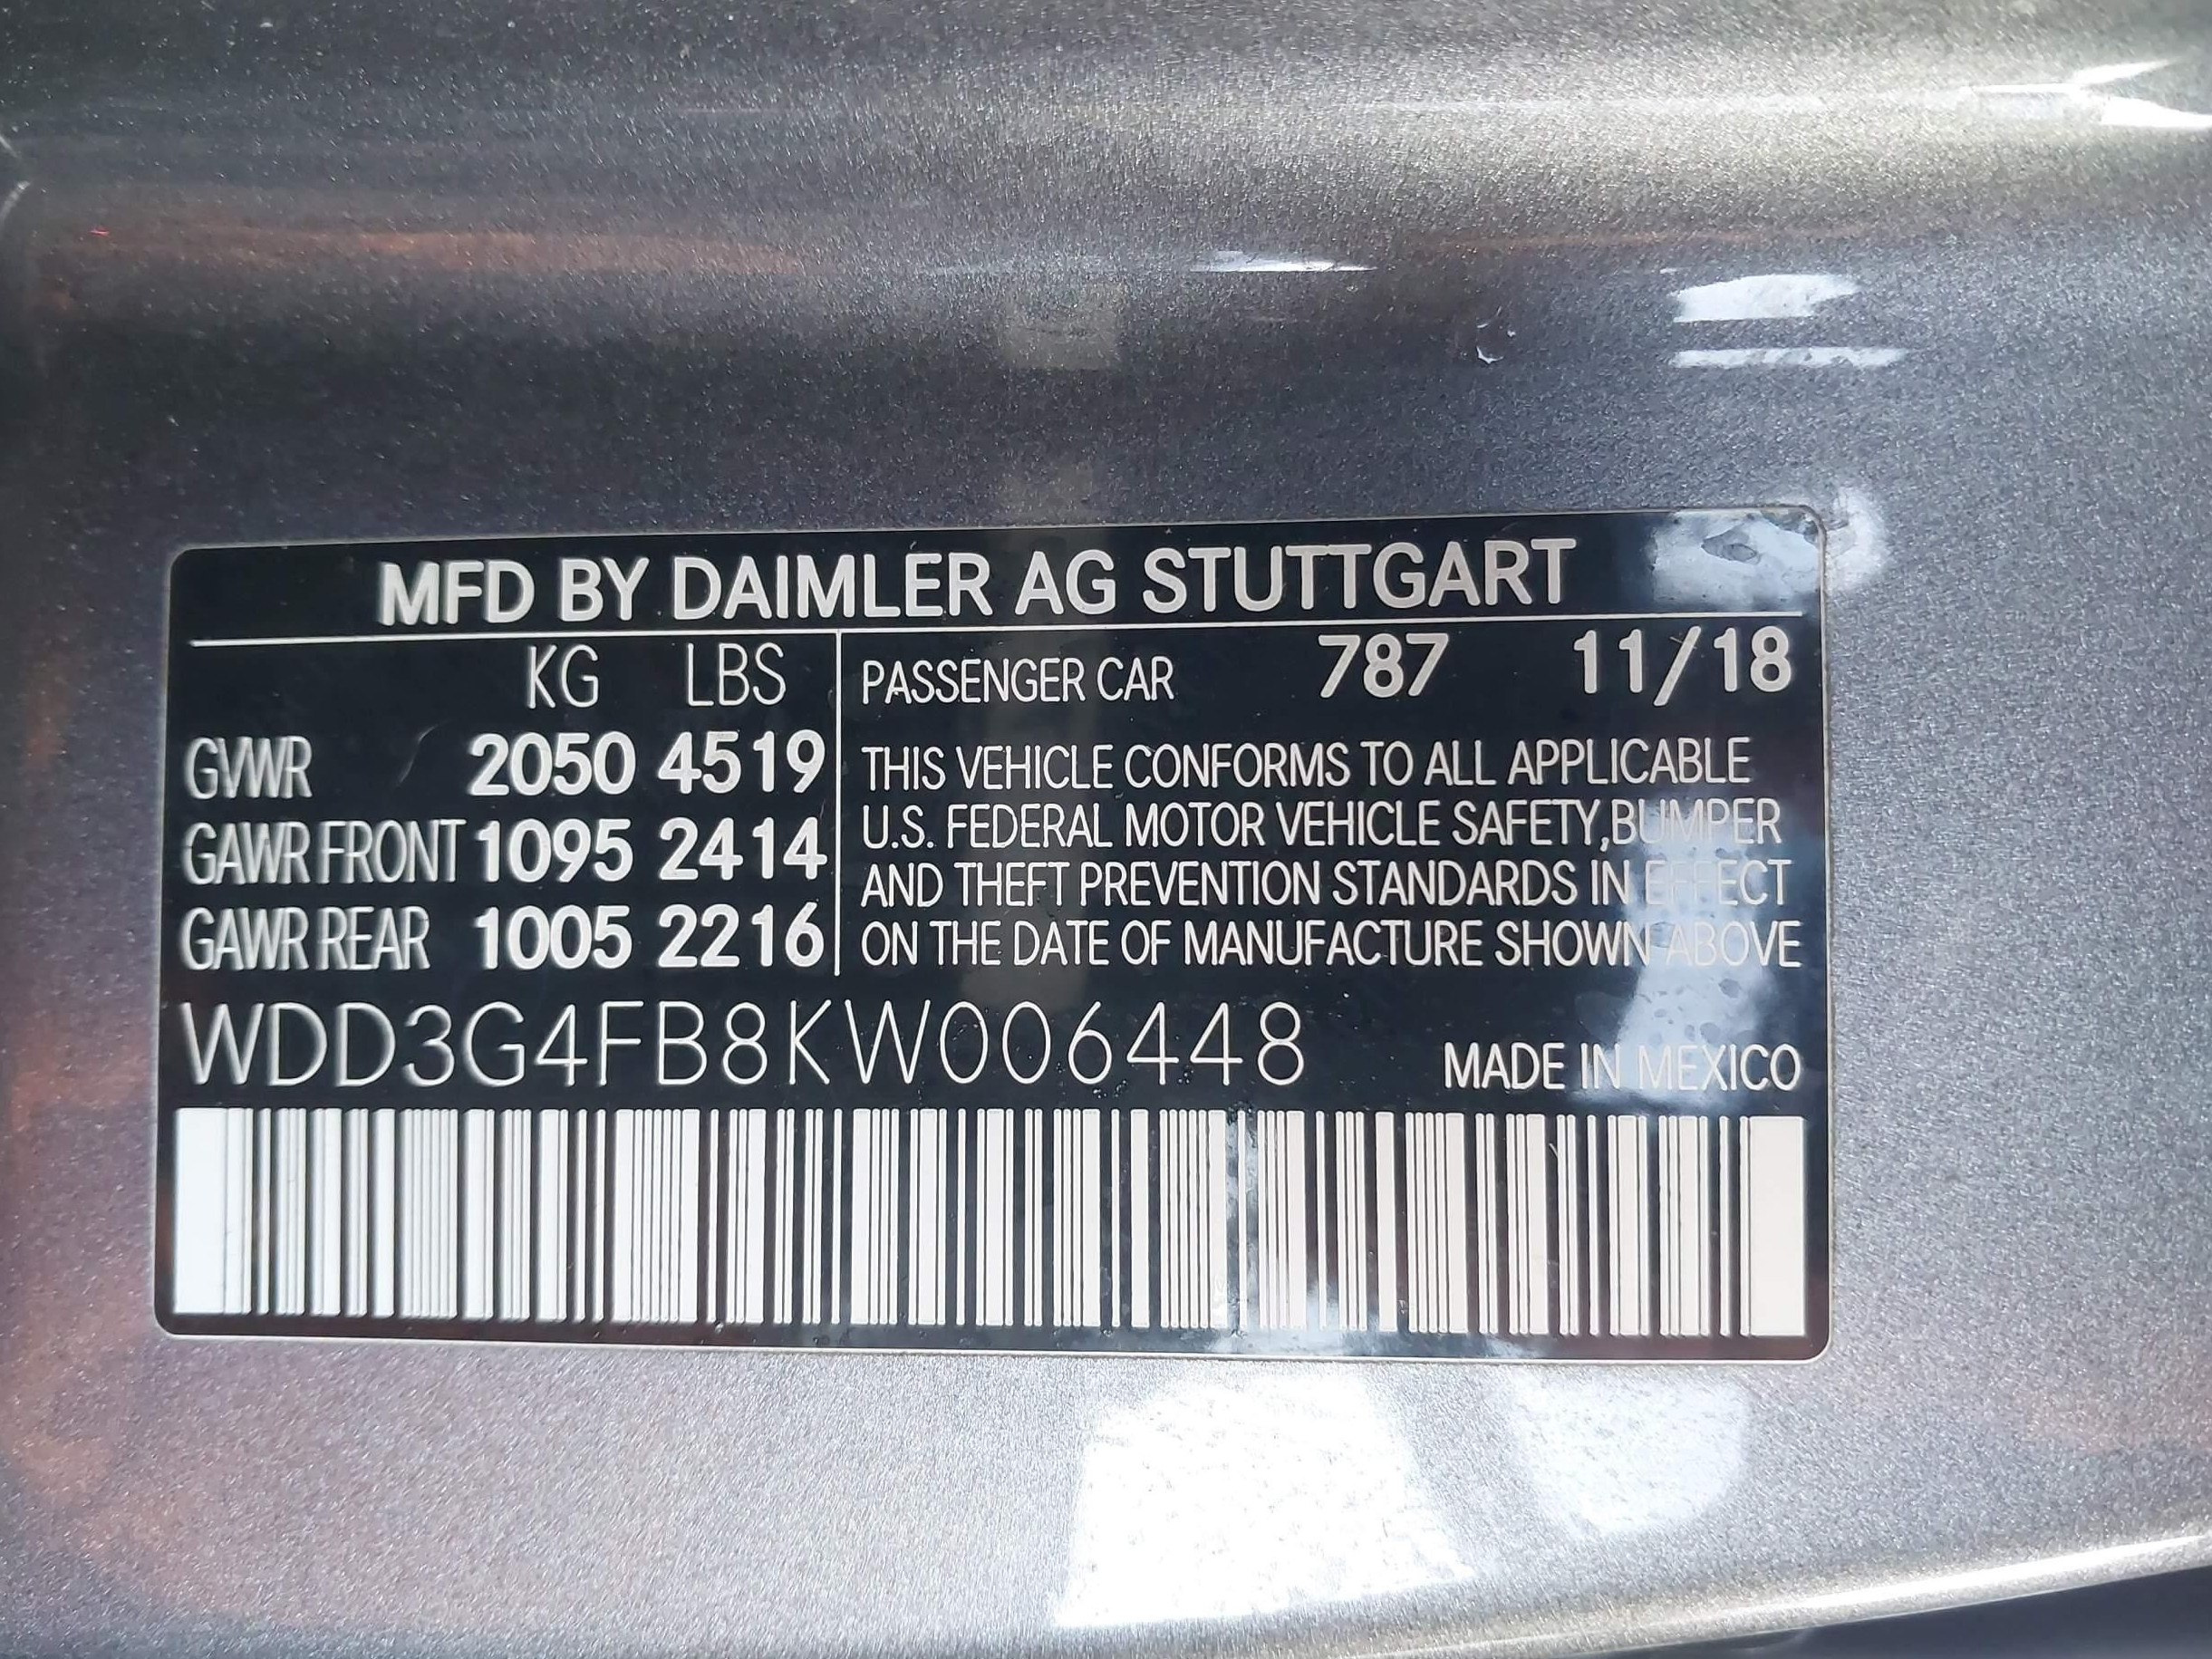 MFD BY DAIMLER AG STUTTGART
KG LBS
GVWR 2050 4519
GAWR FRONT 1095 2414
GAWR REAR 1005 2216
PASSENGER CAR 787 11/18
THIS VEHICLE CONFORMS TO ALL APPLICABLE
U.S. FEDERAL MOTOR VEHICLE SAFETY,BUMPER
AND THEFT PREVENTION STANDARDS IN EFFECT
ON THE DATE OF MANUFACTURE SHOWN ABOVE
WDD3G4FB8KW006448
MADE IN MEXICO